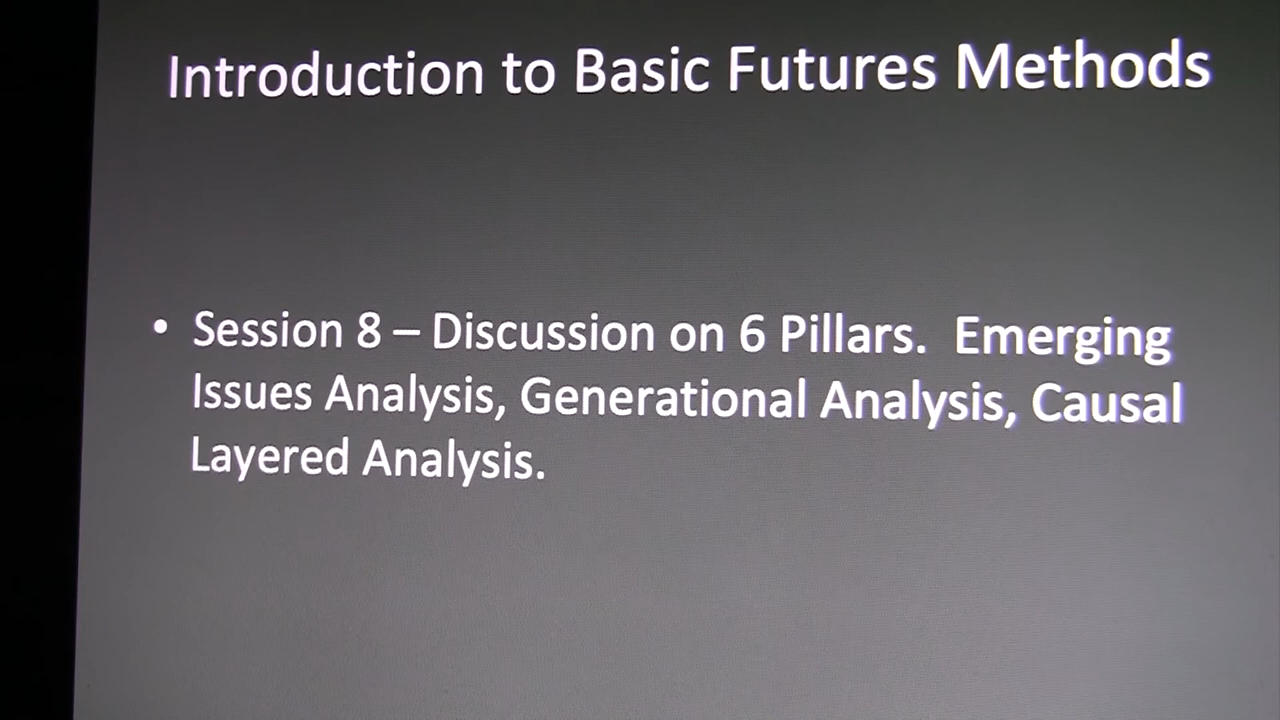 Introduction to Basic Futures Methods
• Session 8 – Discussion on 6 Pillars. Emerging
Issues Analysis, Generational Analysis, Causal
Layered Analysis.